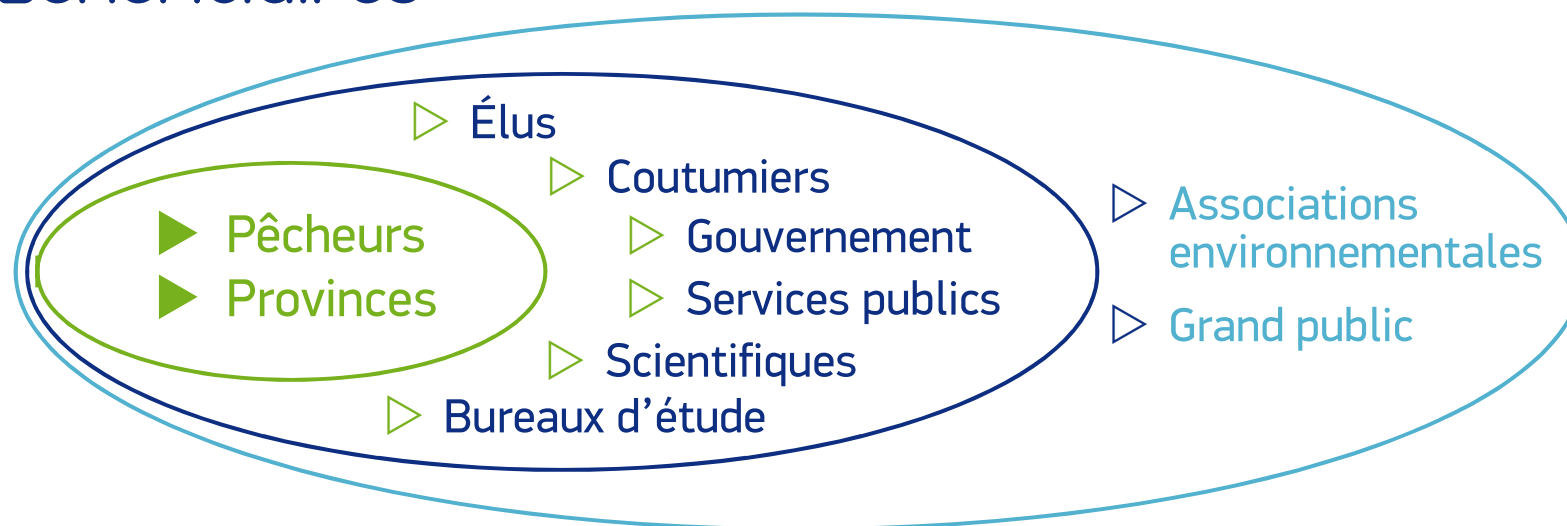 Élus
Coutumiers
Pêcheurs
Gouvernement
Provinces
Services publics
Scientifiques
Bureaux d'étude
Associations
environnementales
Grand public